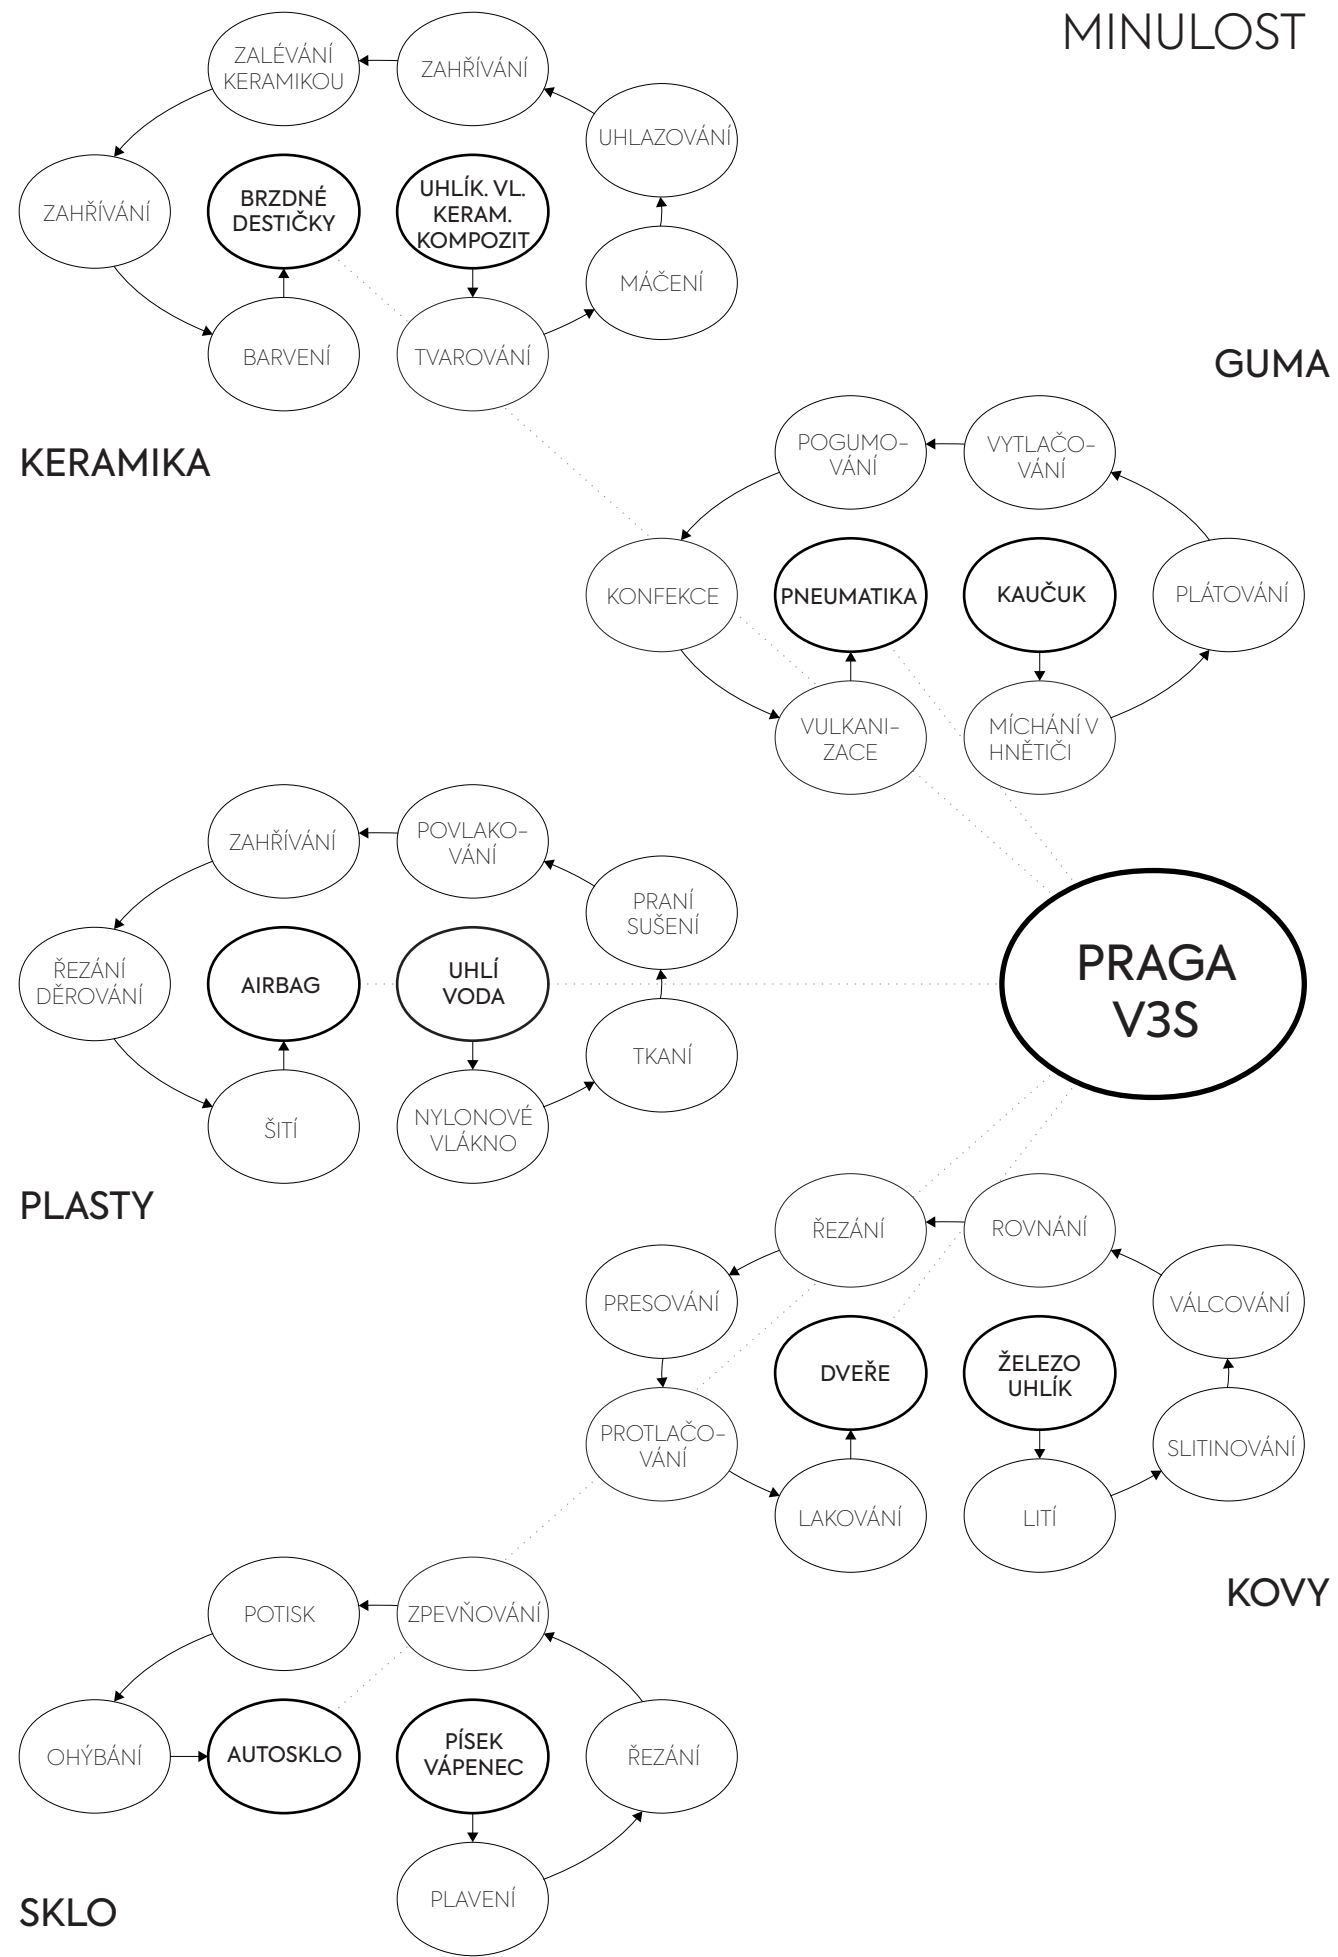 MINULOST
ZALÉVÁNÍ
KERAMIKOU
ZAHŘÍVÁNÍ
UHLAZOVÁNÍ
ZAHŘÍVÁNÍ
BRZDNÉ
DESTIČKY
UHLÍK. VL.
KERAM.
KOMPOZIT
MÁČENÍ
BARVENÍ
TVAROVÁNÍ
KERAMIKA
GUMA
POGUMO–
VÁNÍ
VYTLAČO–
VÁNÍ
KONFEKCE
PNEUMATIKA
KAUČUK
PLÁTOVÁNÍ
VULKANI–
ZACE
MÍCHÁNÍ V
HNĚTIČI
ZAHŘÍVÁNÍ
POVLAKO–
VÁNÍ
PRANÍ
SUŠENÍ
ŘEZÁNÍ
DĚROVÁNÍ
AIRBAG
UHLÍ
VODA
TKANÍ
ŠITÍ
NYLONOVÉ
VLÁKNO
PLASTY
PRAGA
V3S
ŘEZÁNÍ
ROVNÁNÍ
PRESOVÁNÍ
VÁLCOVÁNÍ
DVEŘE
ŽELEZO
UHLÍK
PROTLAČO–
VÁNÍ
SLITINOVÁNÍ
LAKOVÁNÍ
LITÍ
KOVY
POTISK
ZPEVŇOVÁNÍ
OHÝBÁNÍ
AUTOSKLO
PÍSEK
VÁPENEC
ŘEZÁNÍ
PLAVENÍ
SKLO